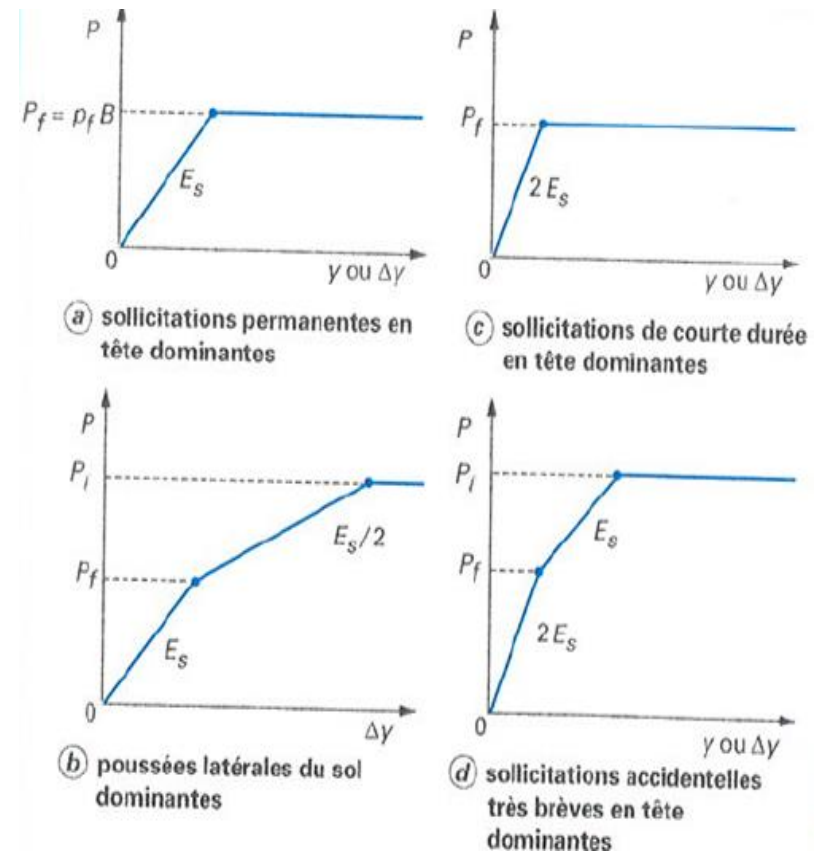 P
P_f = p_f B
E_s
0
y ou Δy
(a) sollicitations permanentes en
tête dominantes
P
P_f
2 E_s
0
y ou Δy
(c) sollicitations de courte durée
en tête dominantes
P
P_i
P_f
E_s/2
E_s
0
Δy
(b) poussées latérales du sol
dominantes
P
P_i
P_f
E_s
2 E_s
0
y ou Δy
(d) sollicitations accidentelles
très brèves en tête
dominantes